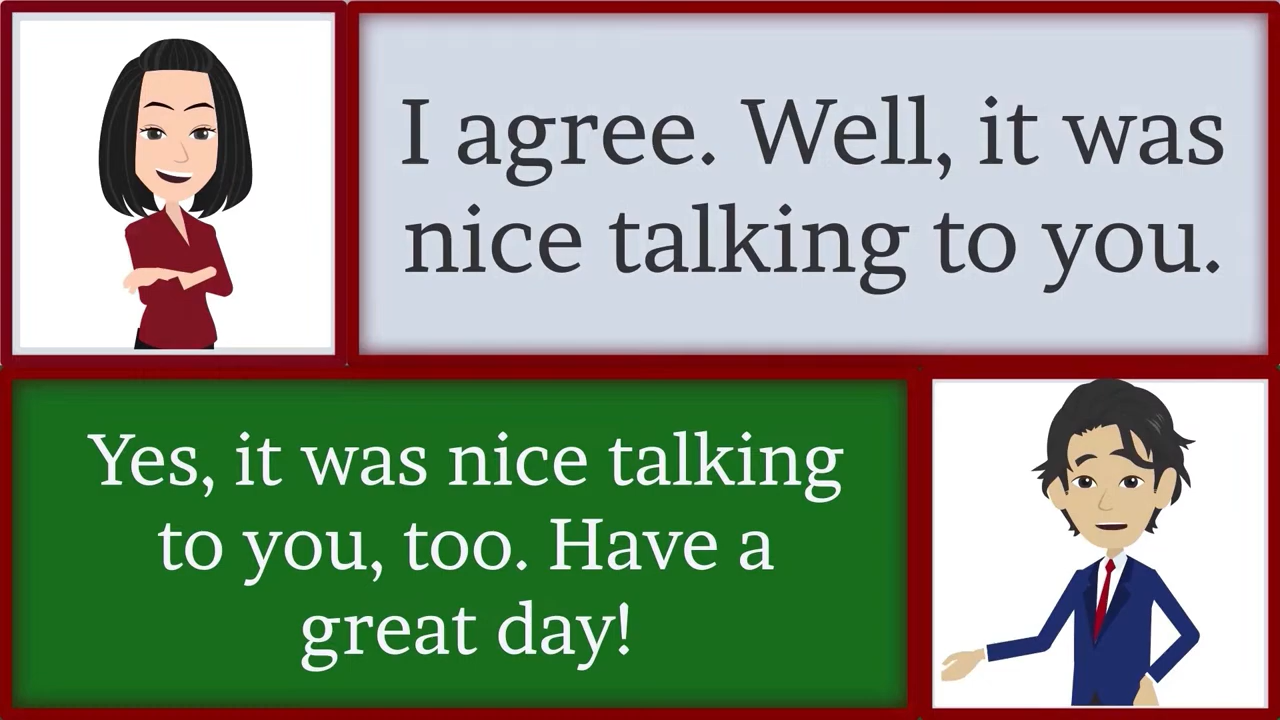 I agree. Well, it was
nice talking to you.
Yes, it was nice talking
to you, too. Have a
great day!